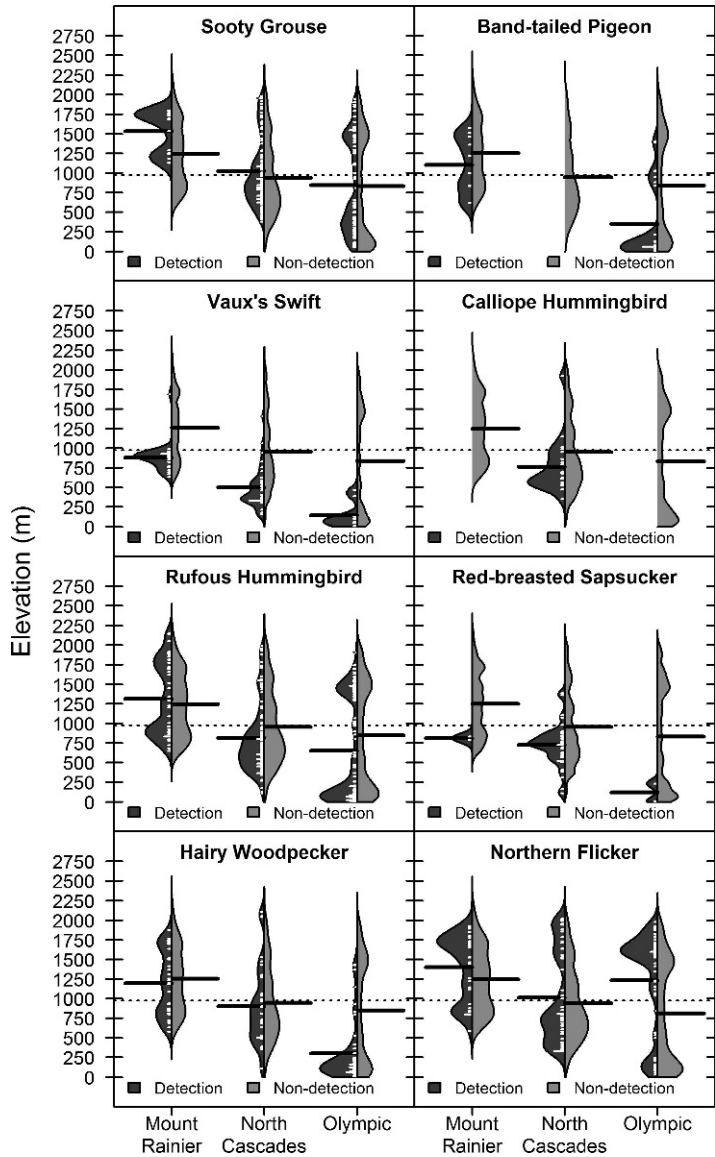 Elevation (m)
Sooty Grouse
2750
2500
2250
2000
1750
1500
1250
1000
750
500
250
0
Detection Non-detection
Band-tailed Pigeon
Detection Non-detection
Vaux's Swift
2750
2500
2250
2000
1750
1500
1250
1000
750
500
250
0
Detection Non-detection
Calliope Hummingbird
Detection Non-detection
Rufous Hummingbird
2750
2500
2250
2000
1750
1500
1250
1000
750
500
250
0
Detection Non-detection
Red-breasted Sapsucker
Detection Non-detection
Hairy Woodpecker
2750
2500
2250
2000
1750
1500
1250
1000
750
500
250
0
Detection Non-detection
Northern Flicker
Detection Non-detection
Mount North Olympic
Rainier Cascades
Mount North Olympic
Rainier Cascades